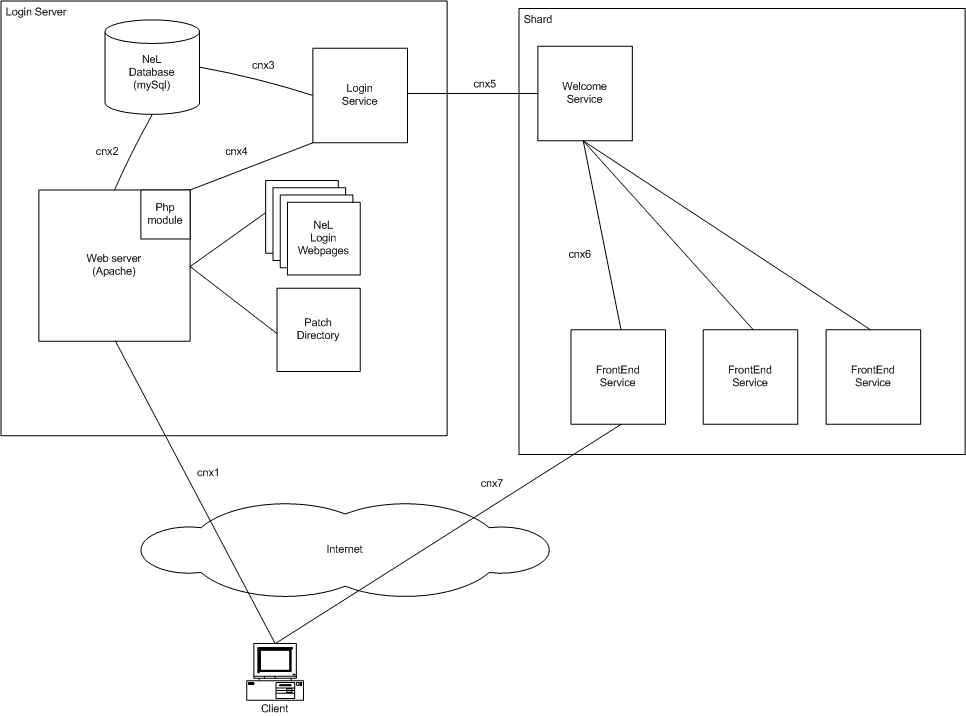 Login Server
NeL
Database
(mySql)
cnx3
Login
Service
cnx5
cnx2
cnx4
Php
module
Web server
(Apache)
NeL
Login
Webpages
Patch
Directory
Shard
Welcome
Service
cnx6
FrontEnd
Service
FrontEnd
Service
FrontEnd
Service
cnx1
cnx7
Internet
Client